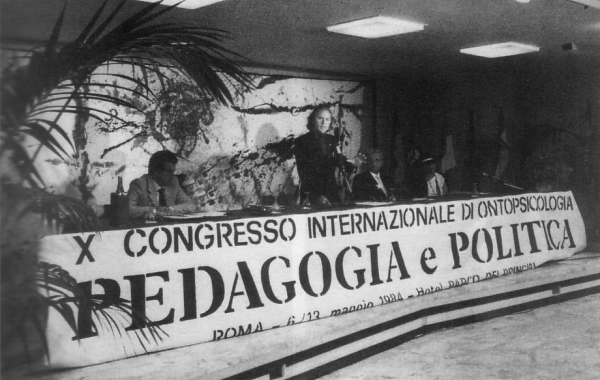 X CONGRESSO INTERNAZIONALE DI ONTOPSICOLOGIA
PEDAGOGIA e POLITICA
ROMA - 6/13 maggio 1984 - Hotel PARCO DEI PRINCIPI